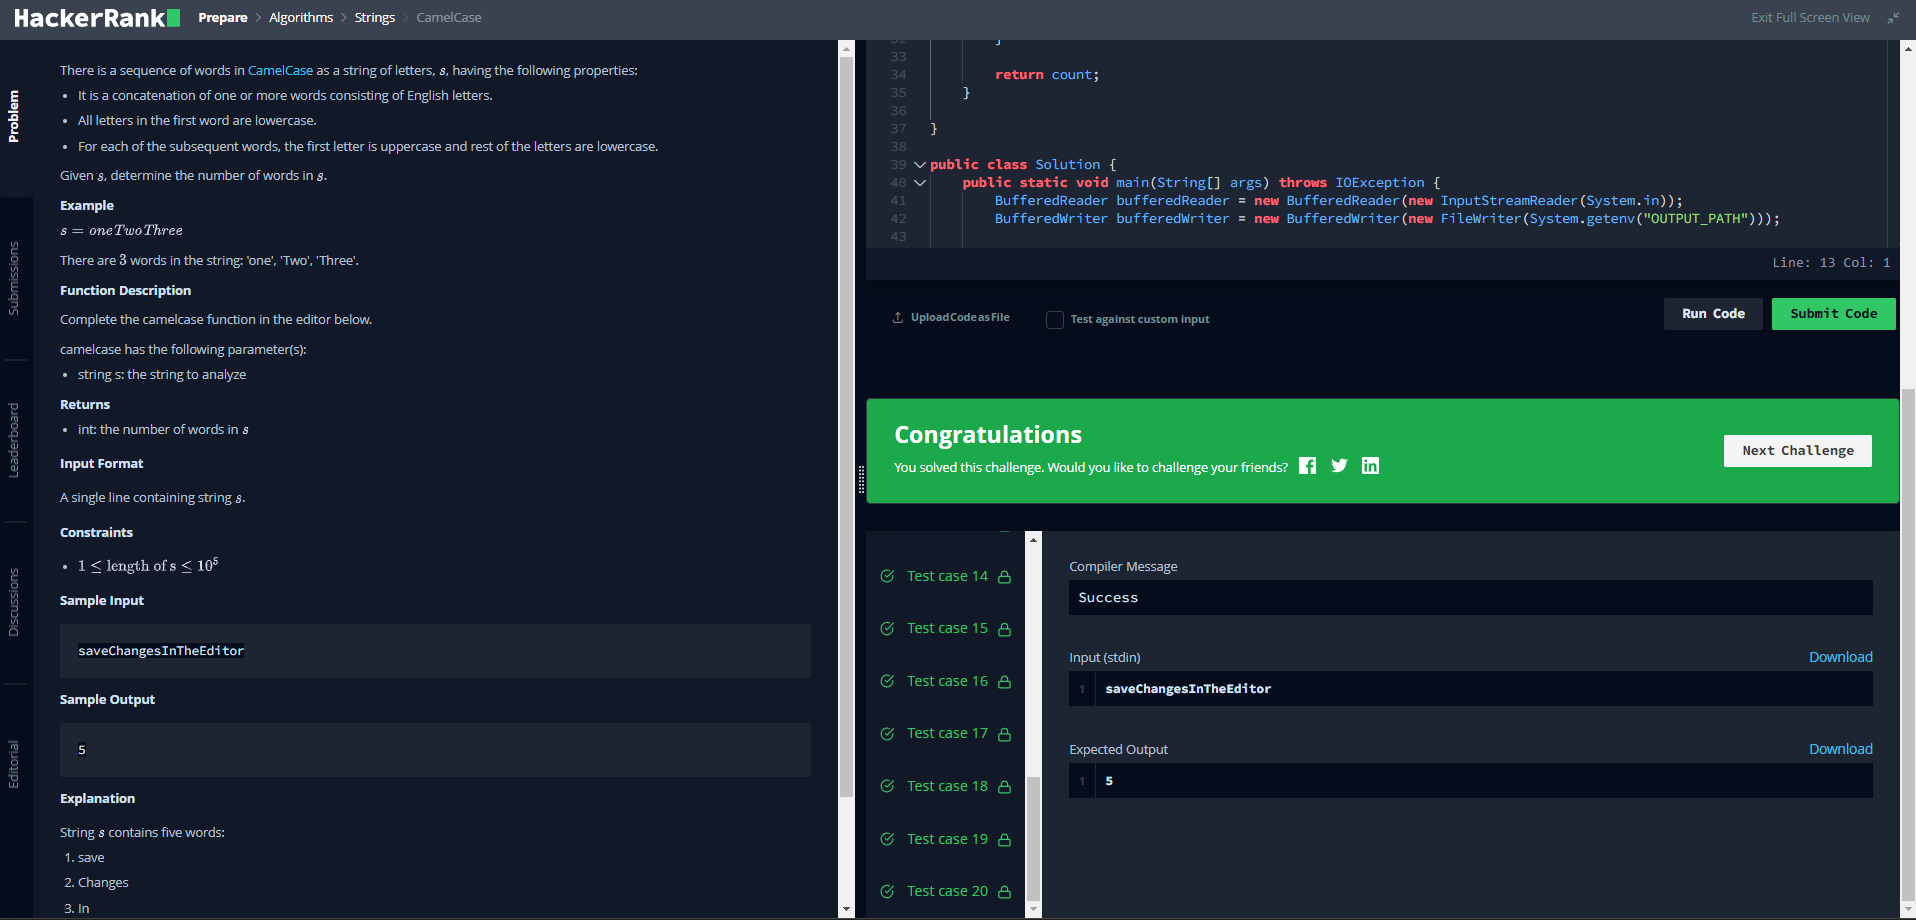 HackerRank
Prepare > Algorithms > Strings > CamelCase
Exit Full Screen View
Problem
Submissions
Leaderboard
Discussions
Editorial
There is a sequence of words in CamelCase as a string of letters, s, having the following properties:
• It is a concatenation of one or more words consisting of English letters.
• All letters in the first word are lowercase.
• For each of the subsequent words, the first letter is uppercase and rest of the letters are lowercase.
Given s, determine the number of words in s.
Example
s = oneTwoThree
There are 3 words in the string: 'one', 'Two', 'Three'.
Function Description
Complete the camelcase function in the editor below.
camelcase has the following parameter(s):
• string s: the string to analyze
Returns
• int: the number of words in s
Input Format
A single line containing string s.
Constraints
• 1 ≤ length of s ≤ 10⁵
Sample Input
saveChangesInTheEditor
Sample Output
5
Explanation
String s contains five words:
1. save
2. Changes
3. In
32 }
33
34 return count;
35 }
36
37 }
38
39 public class Solution {
40 public static void main(String[] args) throws IOException {
41 BufferedReader bufferedReader = new BufferedReader(new InputStreamReader(System.in));
42 BufferedWriter bufferedWriter = new BufferedWriter(new FileWriter(System.getenv("OUTPUT_PATH")));
43
Line: 13 Col: 1
Upload Code as File
Test against custom input
Run Code
Submit Code
Congratulations
You solved this challenge. Would you like to challenge your friends?
Next Challenge
Test case 14
Test case 15
Test case 16
Test case 17
Test case 18
Test case 19
Test case 20
Compiler Message
Success
Input (stdin)
Download
1 saveChangesInTheEditor
Expected Output
Download
1 5